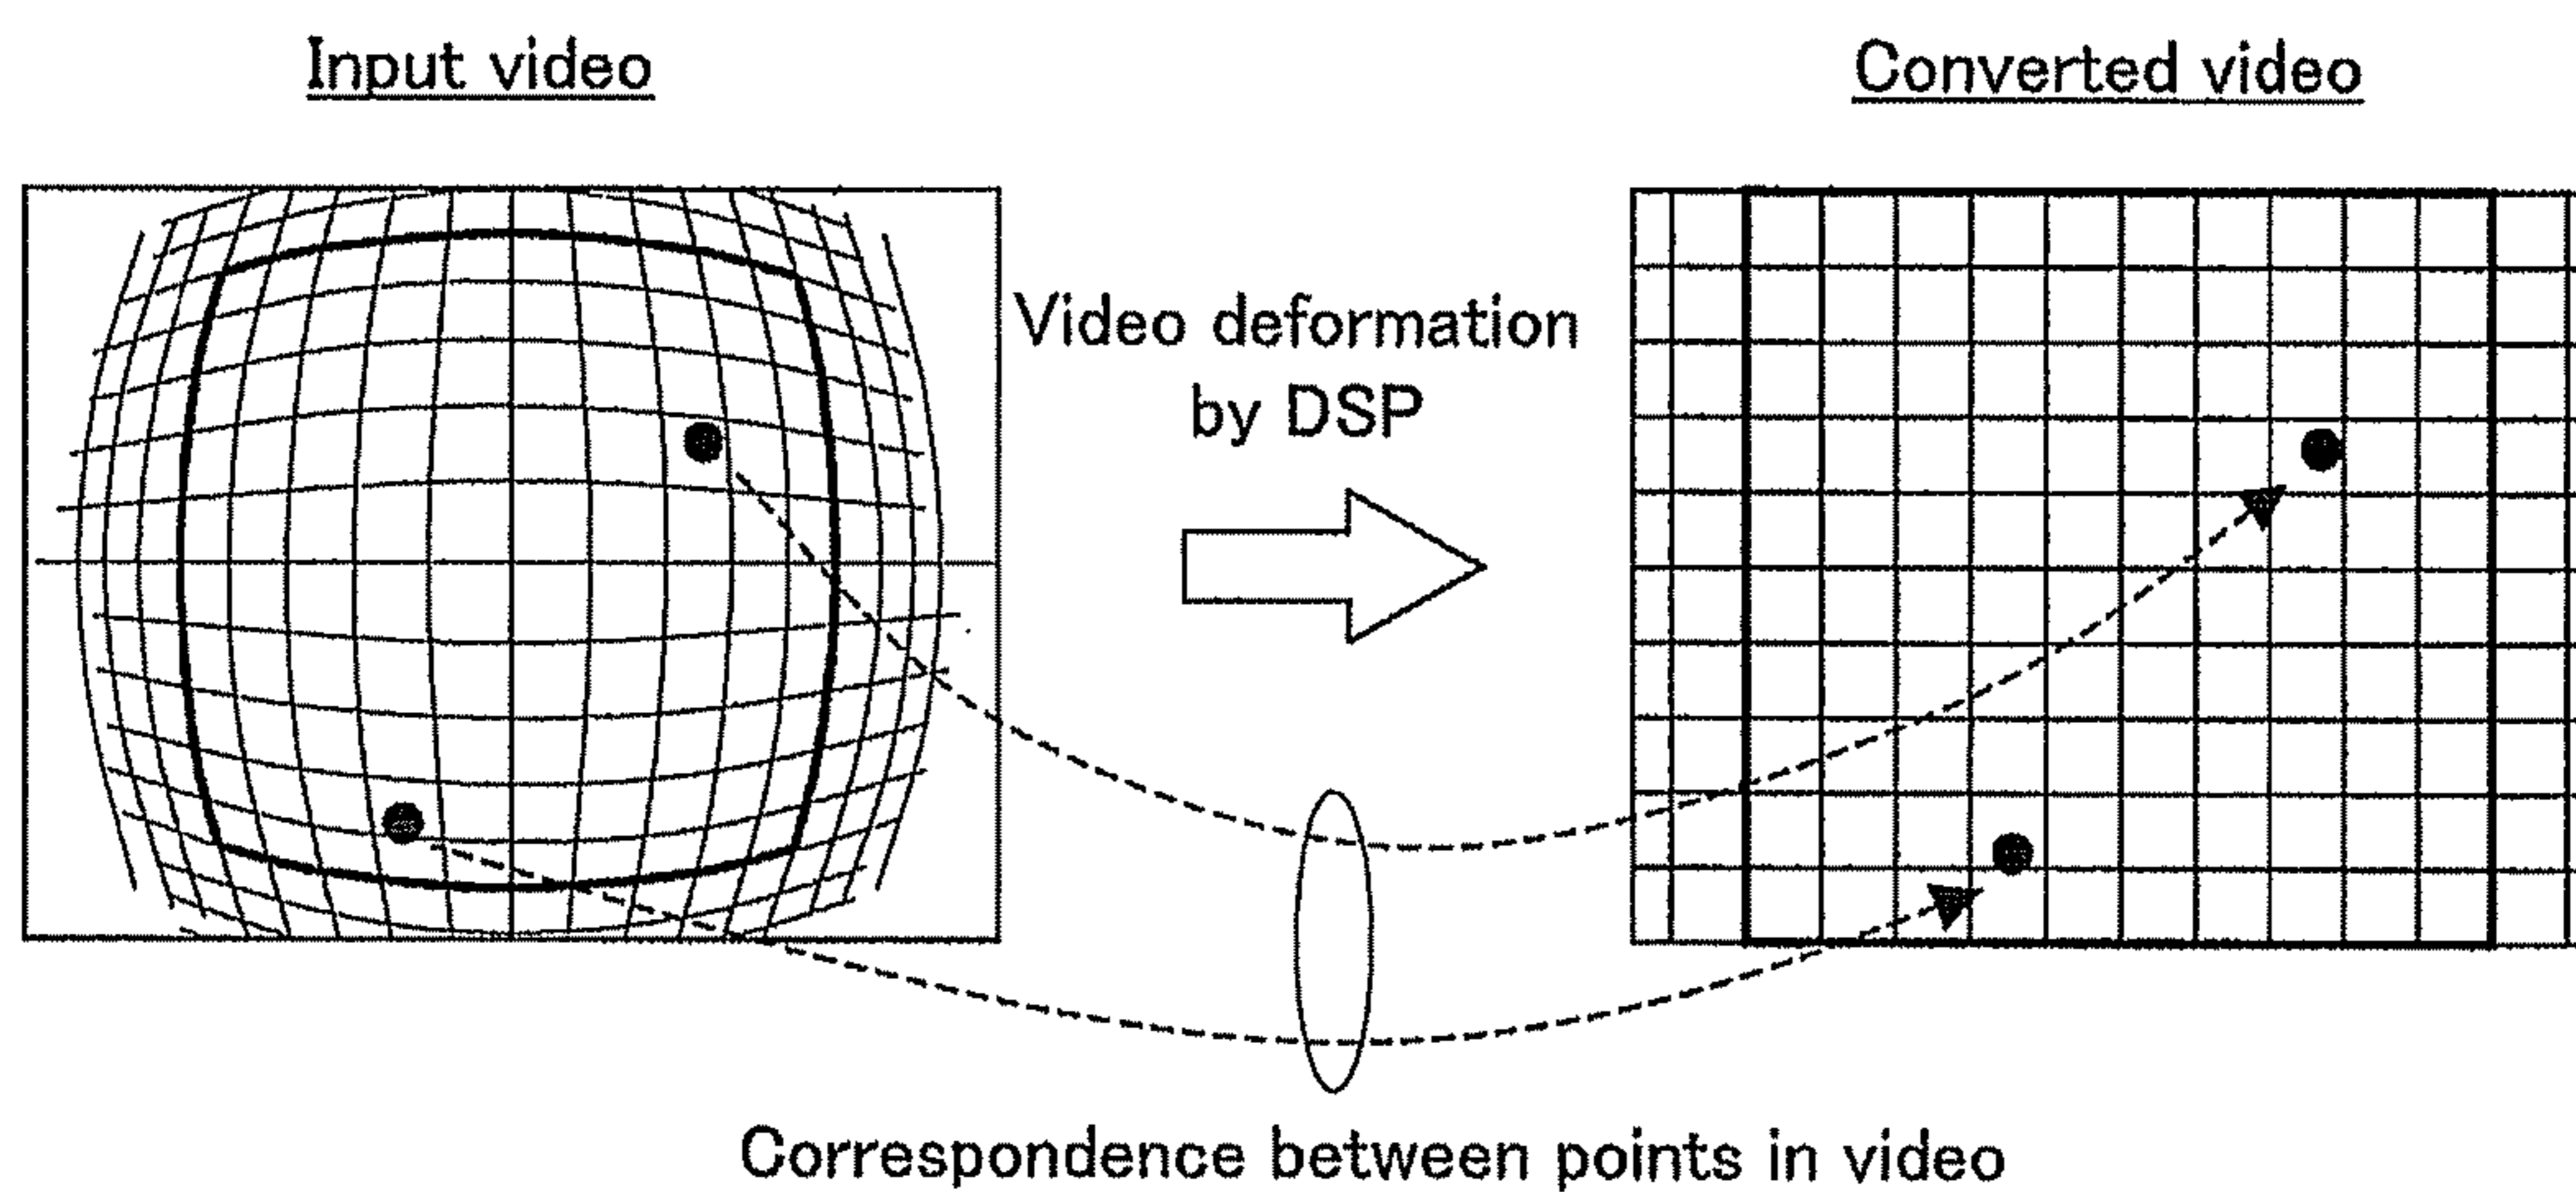 Input video
Converted video
Video deformation
by DSP
Correspondence between points in video